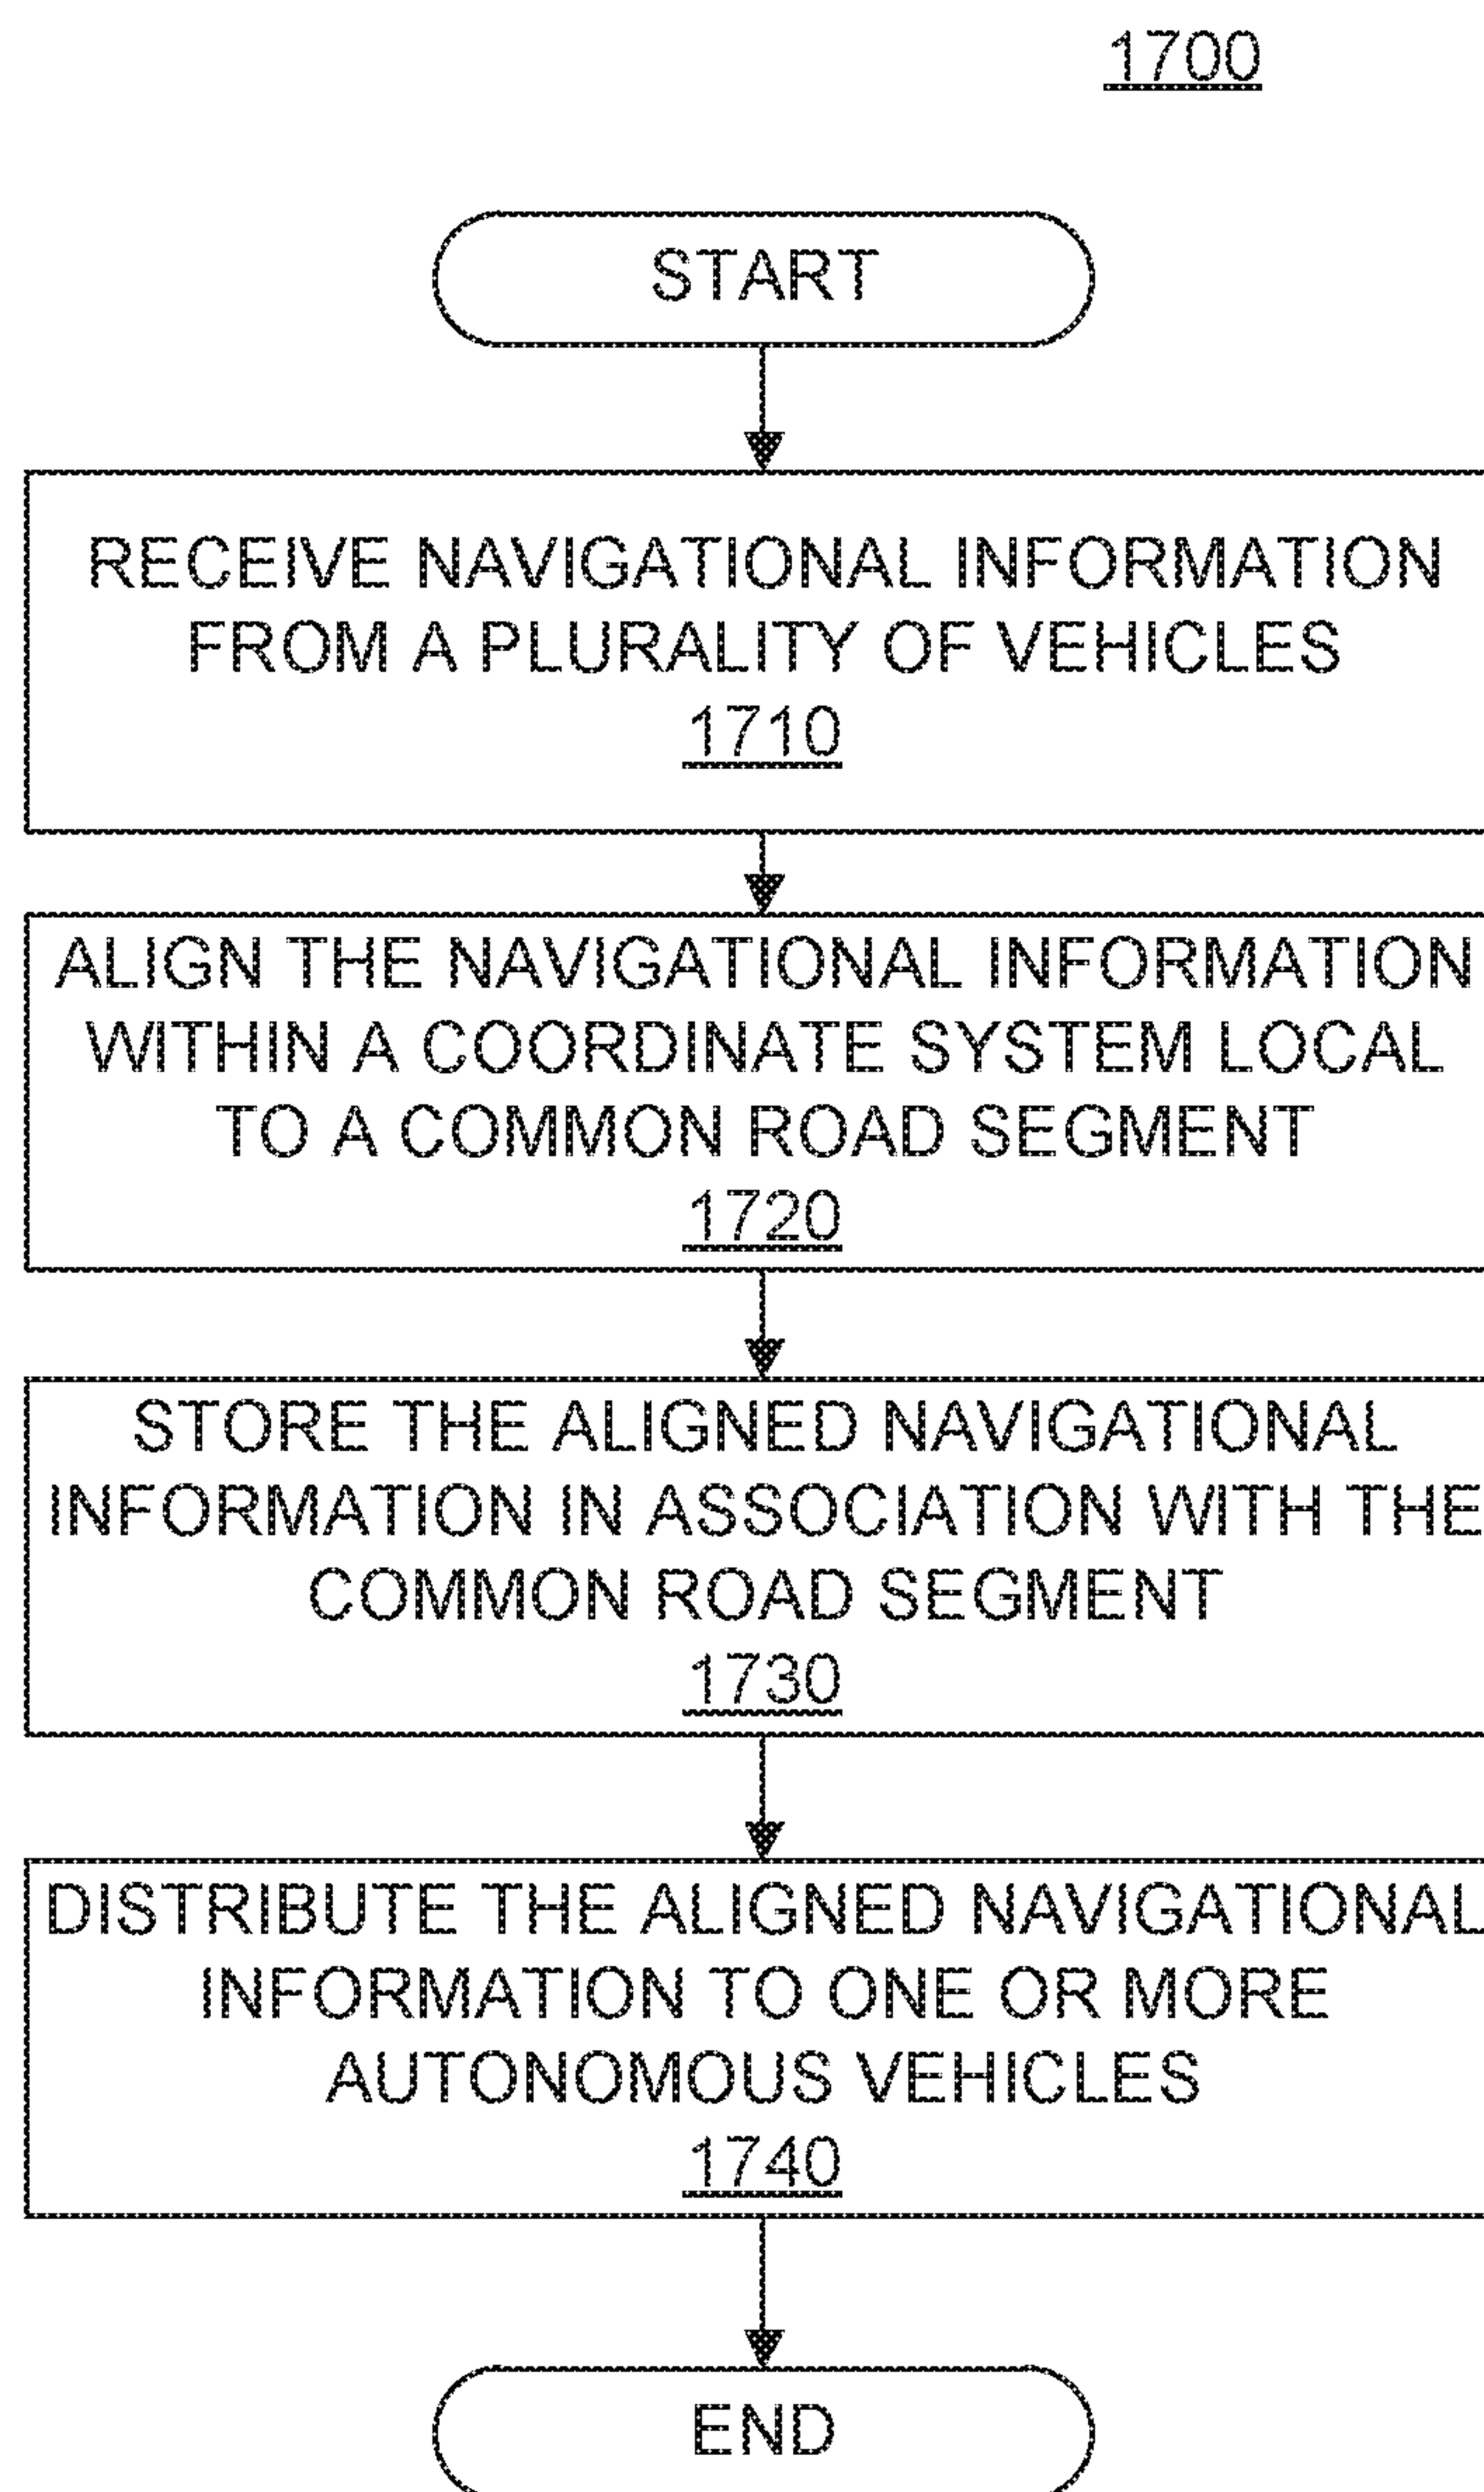 1700
START
RECEIVE NAVIGATIONAL INFORMATION
FROM A PLURALITY OF VEHICLES
1710
ALIGN THE NAVIGATIONAL INFORMATION
WITHIN A COORDINATE SYSTEM LOCAL
TO A COMMON ROAD SEGMENT
1720
STORE THE ALIGNED NAVIGATIONAL
INFORMATION IN ASSOCIATION WITH THE
COMMON ROAD SEGMENT
1730
DISTRIBUTE THE ALIGNED NAVIGATIONAL
INFORMATION TO ONE OR MORE
AUTONOMOUS VEHICLES
1740
END